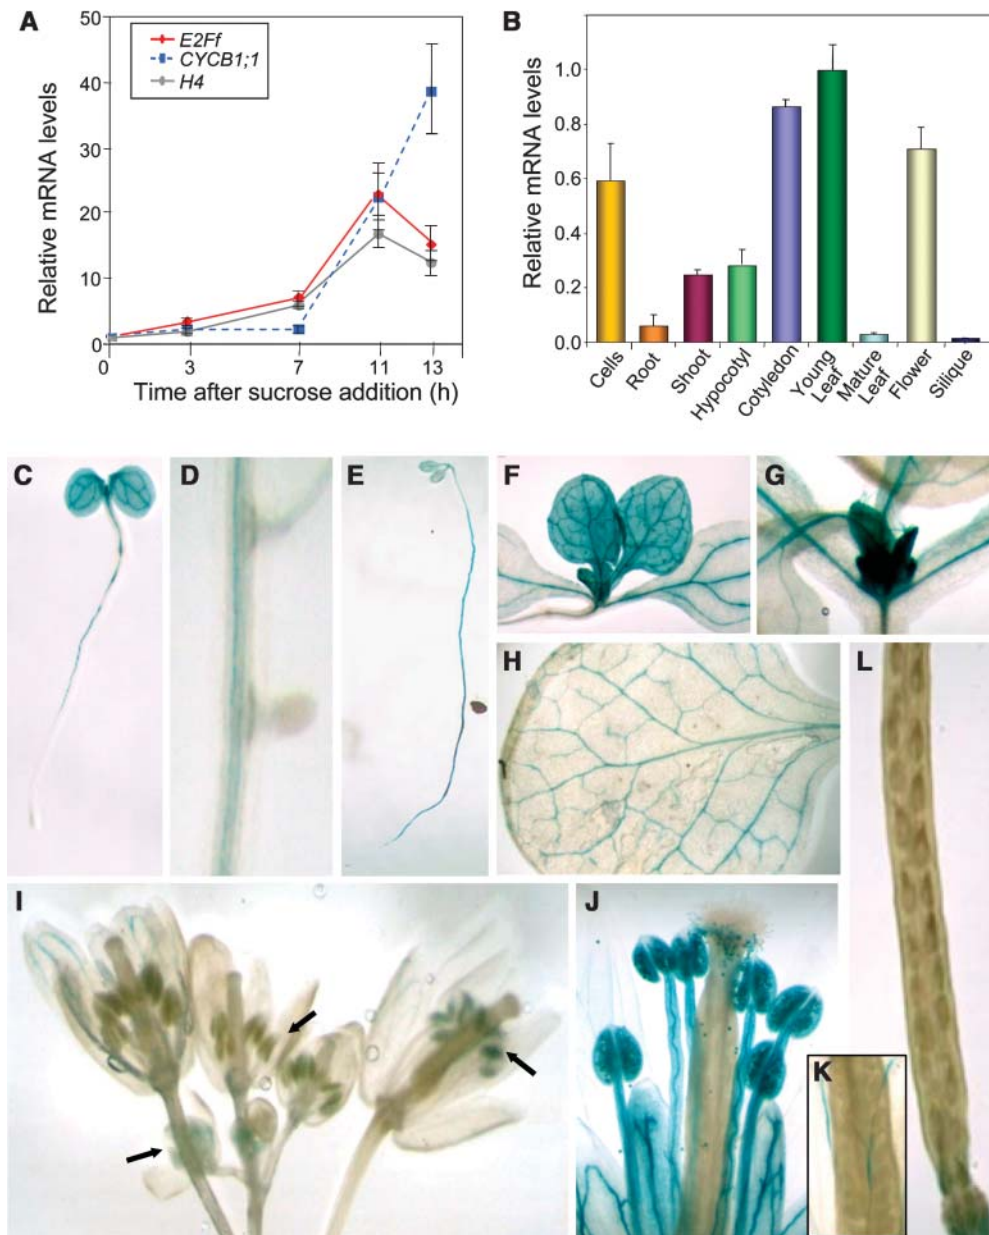 A
E2Ff
CYCB1;1
H4
Relative mRNA levels
50
40
30
20
10
0
0 3 7 11 13
Time after sucrose addition (h)
B
Relative mRNA levels
1.0
0.8
0.6
0.4
0.2
0.0
Cells
Root
Shoot
Hypocotyl
Cotyledon
Young
Leaf
Mature
Leaf
Flower
Silique
C
D
E
F
G
H
L
I
J
K